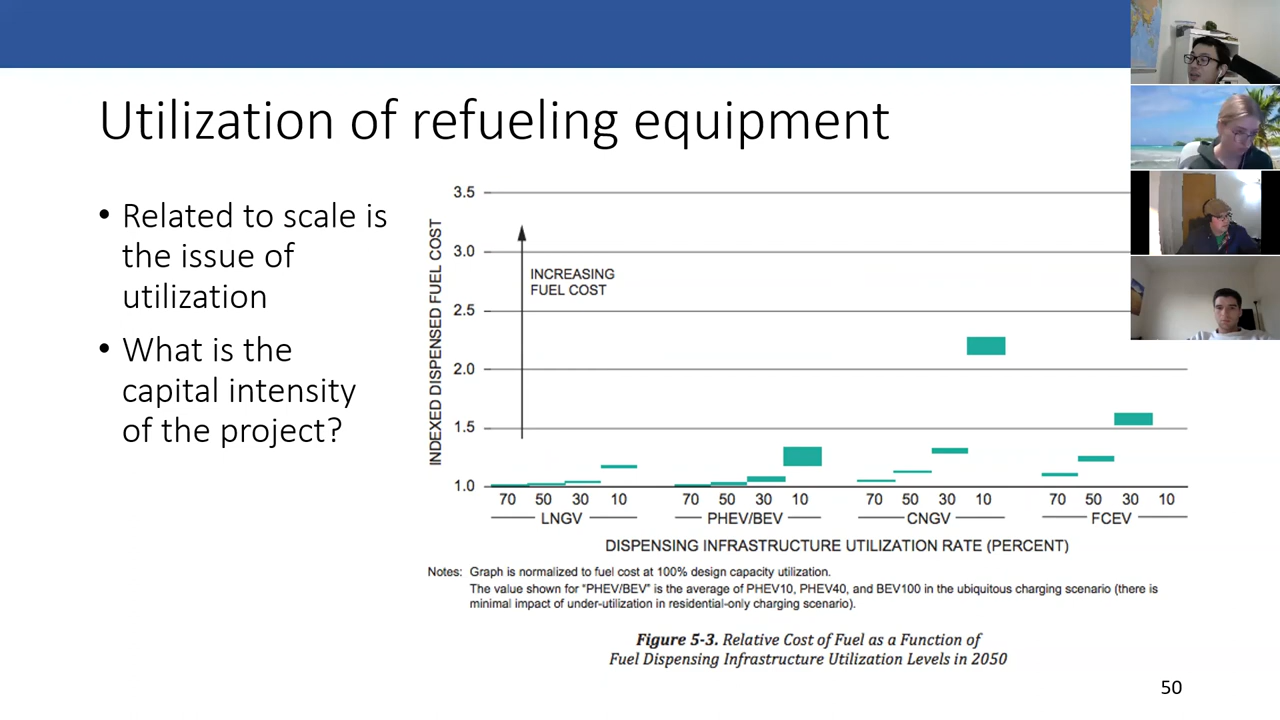 Utilization of refueling equipment
• Related to scale is
the issue of
utilization
• What is the
capital intensity
of the project?
INDEXED DISPENSED FUEL COST
3.5
3.0
2.5
2.0
1.5
1.0
INCREASING
FUEL COST
70 50 30 10 70 50 30 10 70 50 30 10 70 50 30 10
LNGV PHEV/BEV CNGV FCEV
DISPENSING INFRASTRUCTURE UTILIZATION RATE (PERCENT)
Notes: Graph is normalized to fuel cost at 100% design capacity utilization.
The value shown for "PHEV/BEV" is the average of PHEV10, PHEV40, and BEV100 in the ubiquitous charging scenario (there is
minimal impact of under-utilization in residential-only charging scenario).
Figure 5-3. Relative Cost of Fuel as a Function of
Fuel Dispensing Infrastructure Utilization Levels in 2050
50